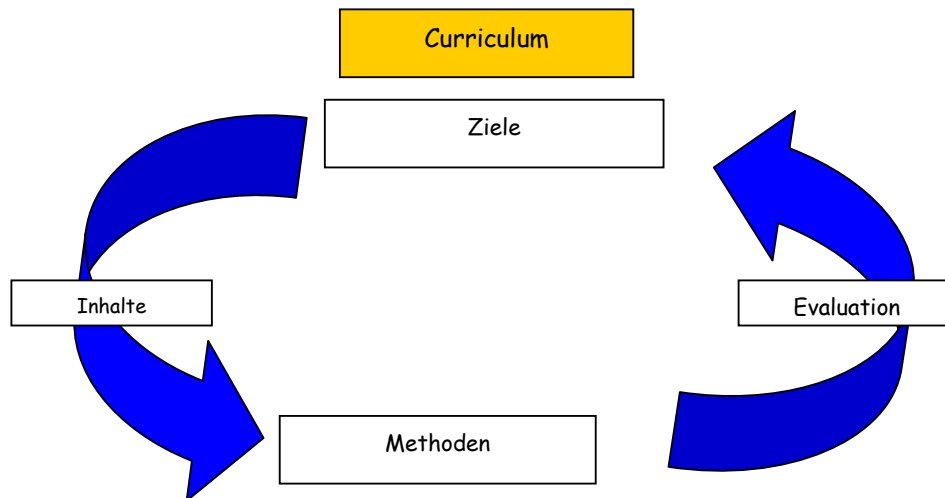 Curriculum
Ziele
Inhalte
Evaluation
Methoden